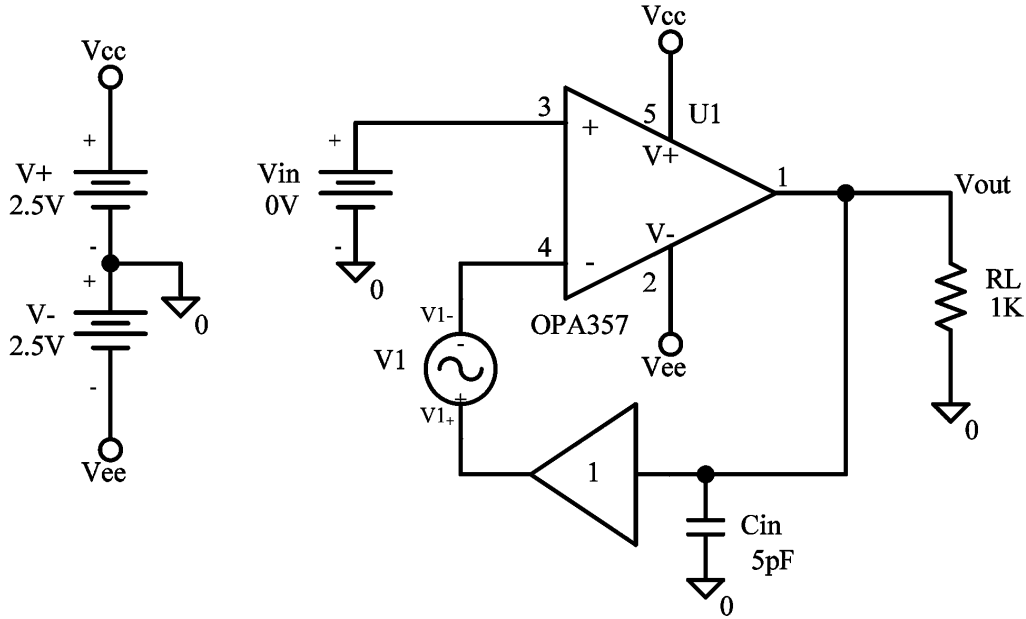 Vcc
+
V+
2.5V
-
+
0
V-
2.5V
-
Vee
Vcc
3
+
5
U1
V+
+
Vin
0V
-
0
1
Vout
4
-
V-
2
OPA357
Vee
RL
1K
0
V1-
-
V1
+
V1+
1
Cin
5pF
0